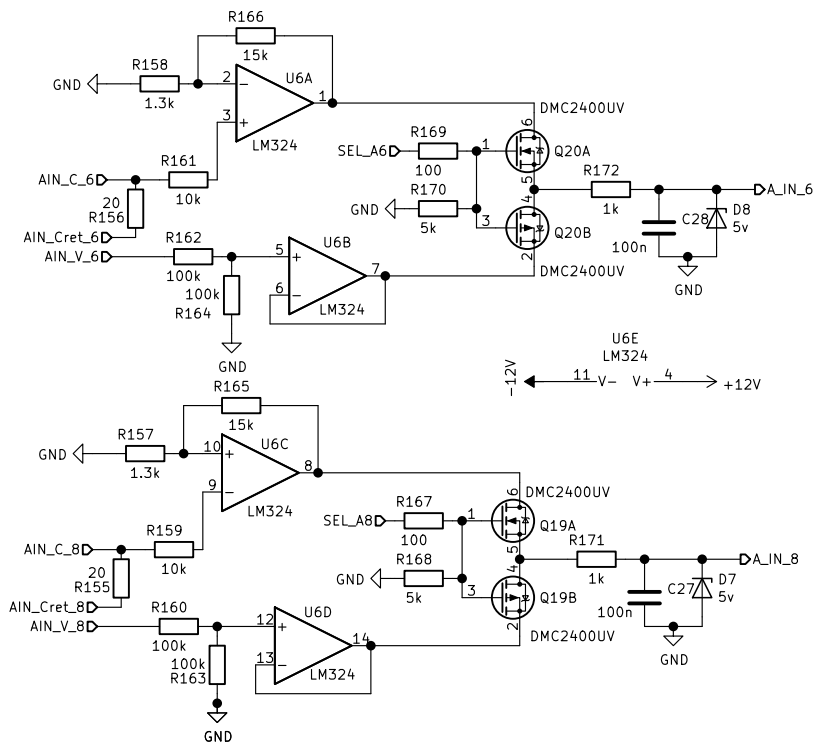 R166
15k
R158
GND
1.3k
2
−
U6A
1
3
+
LM324
DMC2400UV
6
R169
SEL_A6
1
Q20A
100
5
R161
AIN_C_6
10k
20
R156
R170
GND
5k
4
R172
1k
A_IN_6
3
Q20B
C28
D8
5v
100n
2
DMC2400UV
GND
AIN_Cret_6
R162
AIN_V_6
100k
100k
R164
U6B
5
+
7
6
−
LM324
GND
U6E
LM324
-12V
11
V−
V+
4
+12V
R165
15k
R157
GND
1.3k
10
+
U6C
8
9
−
LM324
DMC2400UV
6
R167
SEL_A8
1
Q19A
100
5
R159
AIN_C_8
10k
20
R155
R168
GND
5k
4
R171
1k
A_IN_8
3
Q19B
C27
D7
5v
100n
2
DMC2400UV
GND
AIN_Cret_8
R160
AIN_V_8
100k
100k
R163
U6D
12
+
14
13
−
LM324
GND